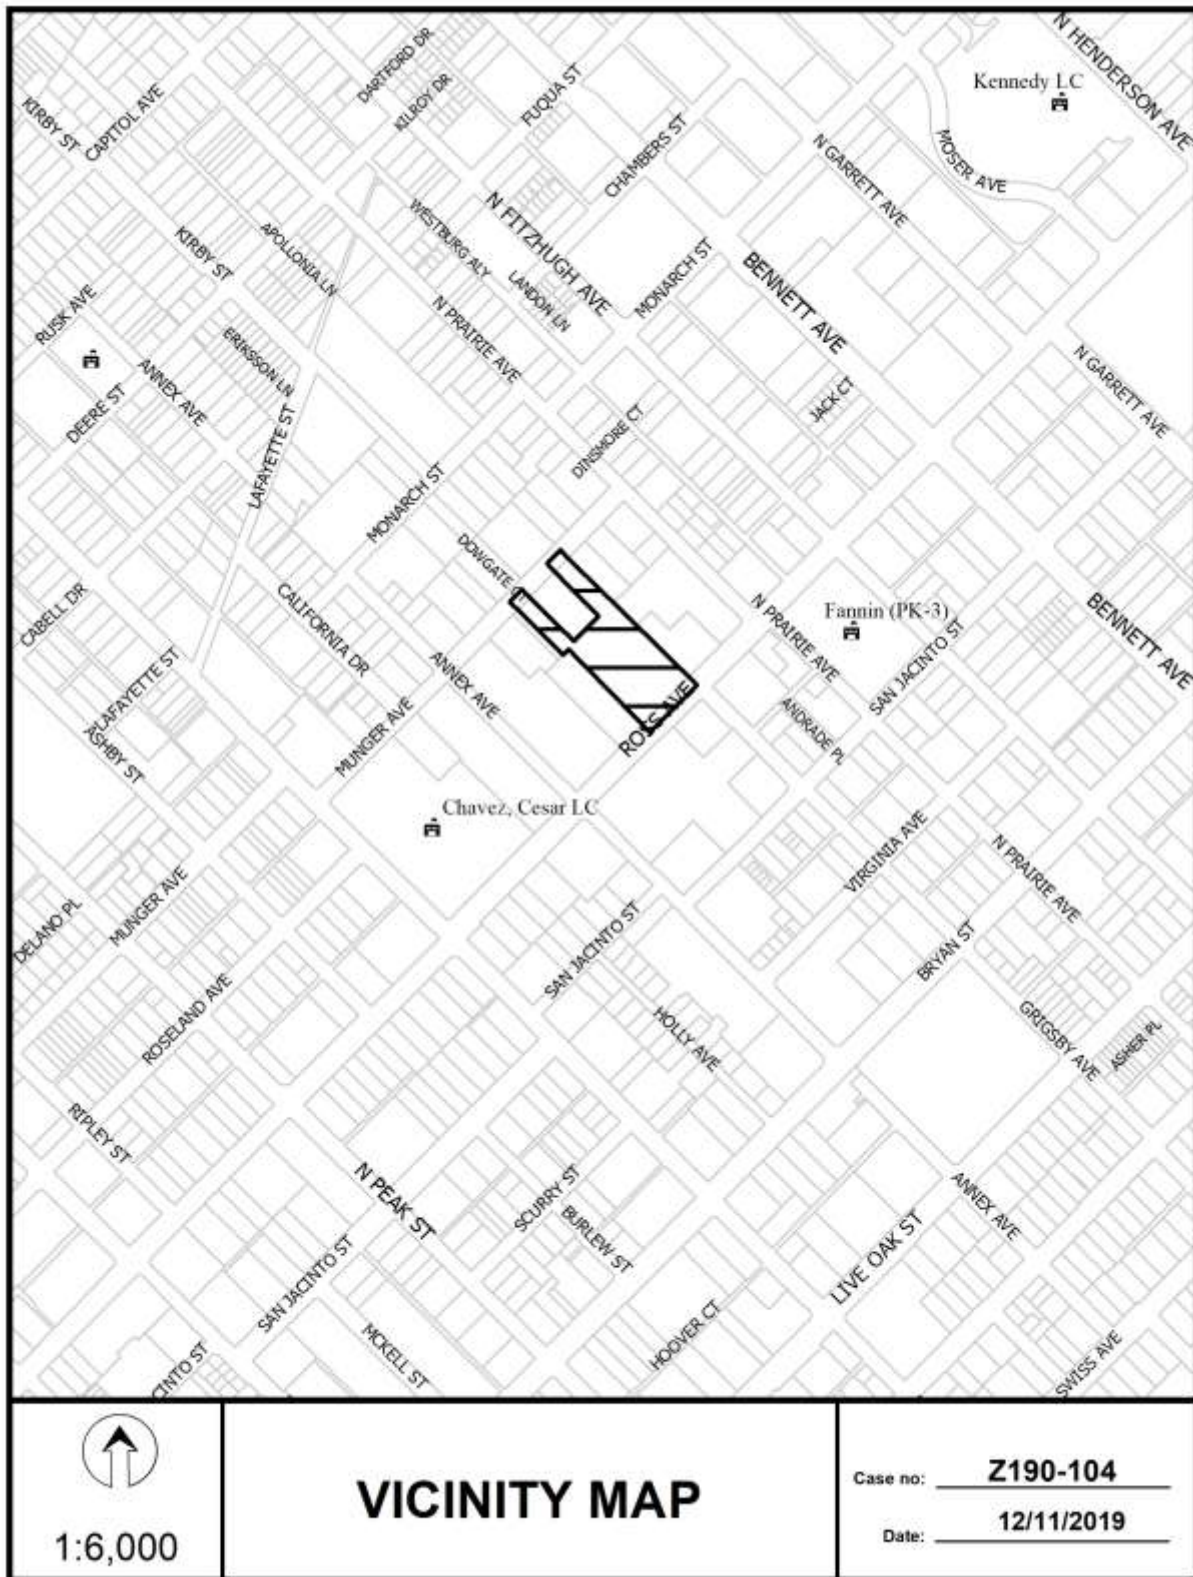 N HENDERSON AVE
DARTFORD DR
KILROY DR
FUQUA ST
Kennedy LC
KIRBY ST
CAPITOL AVE
CHAMBERS ST
N GARRETT AVE
MOSER AVE
WESTBURG ALY
N FITZHUGH AVE
KIRBY ST
APOLLONIA LN
LANDON LN
MONARCH ST
BENNETT AVE
RUSK AVE
N PRAIRIE AVE
ERIKSSON LN
ANNEX AVE
DEERE ST
LAFAYETTE ST
JACK CT
N GARRETT AVE
DINSMORE CT
MONARCH ST
DOWGATE
CABELL DR
CALIFORNIA DR
N PRAIRIE AVE
Fannin (PK-3)
BENNETT AVE
LAFAYETTE ST
ANNEX AVE
SAN JACINTO ST
ASHBY ST
MUNGER AVE
ROSS AVE
ANDRADE PL
Chavez, Cesar LC
VIRGINIA AVE
N PRAIRIE AVE
DELANO PL
MUNGER AVE
SAN JACINTO ST
BRYAN ST
ROSELAND AVE
HOLLY AVE
GRIGSBY AVE
ASHER PL
RIPLEY ST
N PEAK ST
SCURRY ST
BURLEW ST
ANNEX AVE
LIVE OAK ST
SAN JACINTO ST
MCKELL ST
HOOVER CT
SWISS AVE
CINTO ST
1:6,000
VICINITY MAP
Case no: Z190-104
Date: 12/11/2019